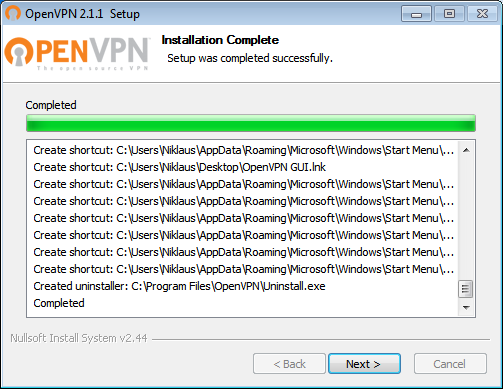 OpenVPN 2.1.1 Setup
OPENVPN™
The open source VPN
Installation Complete
Setup was completed successfully.
Completed
Create shortcut: C:\Users\Niklaus\AppData\Roaming\Microsoft\Windows\Start Menu\...
Create shortcut: C:\Users\Niklaus\Desktop\OpenVPN GUI.lnk
Create shortcut: C:\Users\Niklaus\AppData\Roaming\Microsoft\Windows\Start Menu\...
Create shortcut: C:\Users\Niklaus\AppData\Roaming\Microsoft\Windows\Start Menu\...
Create shortcut: C:\Users\Niklaus\AppData\Roaming\Microsoft\Windows\Start Menu\...
Create shortcut: C:\Users\Niklaus\AppData\Roaming\Microsoft\Windows\Start Menu\...
Create shortcut: C:\Users\Niklaus\AppData\Roaming\Microsoft\Windows\Start Menu\...
Create shortcut: C:\Users\Niklaus\AppData\Roaming\Microsoft\Windows\Start Menu\...
Created uninstaller: C:\Program Files\OpenVPN\Uninstall.exe
Completed
Nullsoft Install System v2.44
< Back
Next >
Cancel